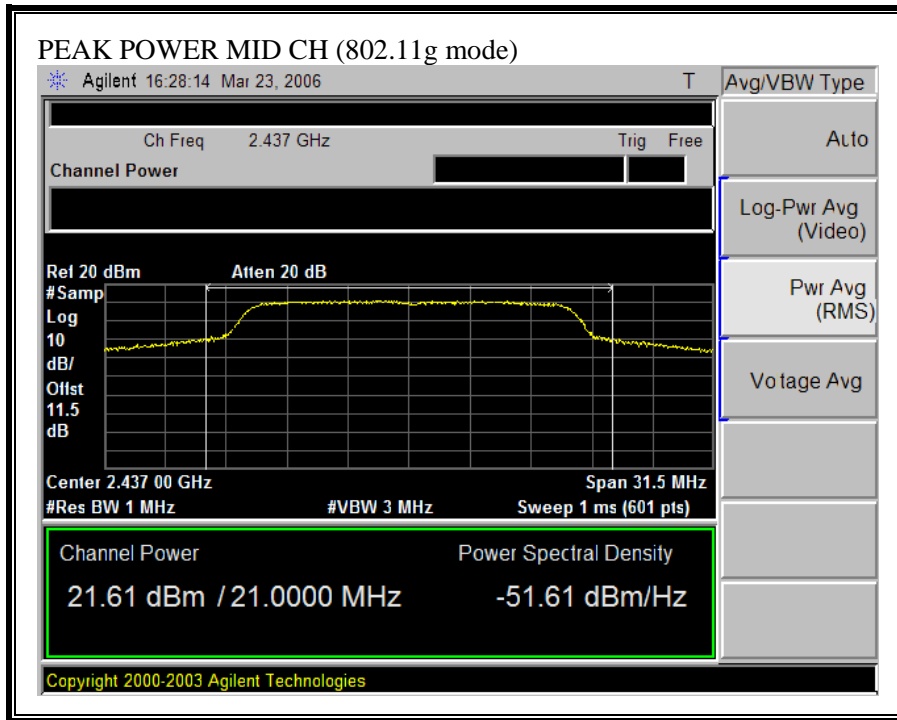 PEAK POWER MID CH (802.11g mode)
Agilent 16:28:14 Mar 23, 2006 T
Avg/VBW Type
Ch Freq 2.437 GHz Trig Free
Channel Power
Auto
Log-Pwr Avg
(Video)
Pwr Avg
(RMS)
Vo tage Avg
Ref 20 dBm Atten 20 dB
#Samp
Log
10
dB/
Offst
11.5
dB
Center 2.437 00 GHz Span 31.5 MHz
#Res BW 1 MHz #VBW 3 MHz Sweep 1 ms (601 pts)
Channel Power Power Spectral Density
21.61 dBm / 21.0000 MHz -51.61 dBm/Hz
Copyright 2000-2003 Agilent Technologies